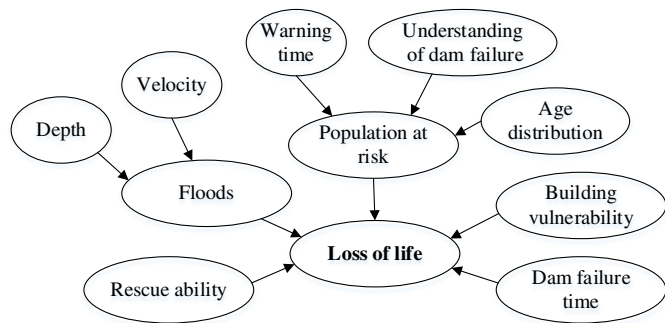 Warning
time
Understanding
of dam failure
Velocity
Depth
Population at
risk
Age
distribution
Floods
Building
vulnerability
Loss of life
Rescue ability
Dam failure
time